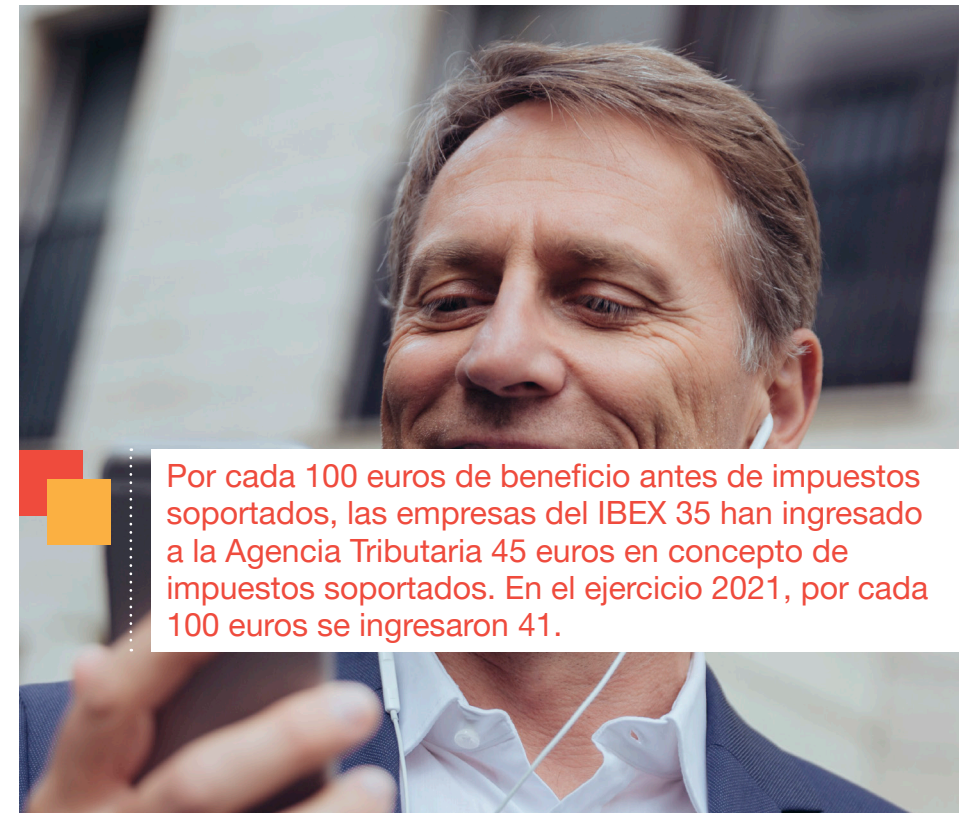 Por cada 100 euros de beneficio antes de impuestos
soportados, las empresas del IBEX 35 han ingresado
a la Agencia Tributaria 45 euros en concepto de
impuestos soportados. En el ejercicio 2021, por cada
100 euros se ingresaron 41.